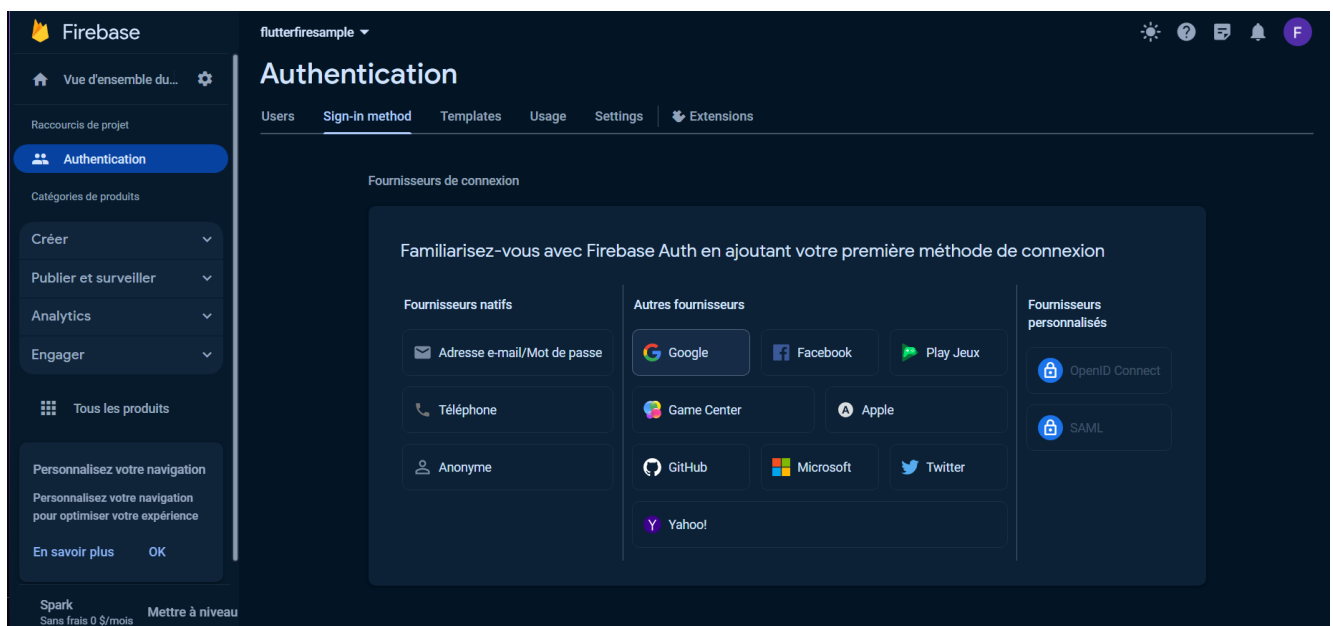 Firebase
flutterfiresample
F
Vue d'ensemble du...
Authentication
Users Sign-in method Templates Usage Settings Extensions
Raccourcis de projet
Authentication
Catégories de produits
Créer
Publier et surveiller
Analytics
Engager
Tous les produits
Personnalisez votre navigation
Personnalisez votre navigation
pour optimiser votre expérience
En savoir plus OK
Spark
Sans frais 0 $/mois
Mettre à niveau
Fournisseurs de connexion
Familiarisez-vous avec Firebase Auth en ajoutant votre première méthode de connexion
Fournisseurs natifs
Adresse e-mail/Mot de passe
Téléphone
Anonyme
Autres fournisseurs
Google Facebook Play Jeux
Game Center Apple
GitHub Microsoft Twitter
Yahoo!
Fournisseurs
personnalisés
OpenID Connect
SAML